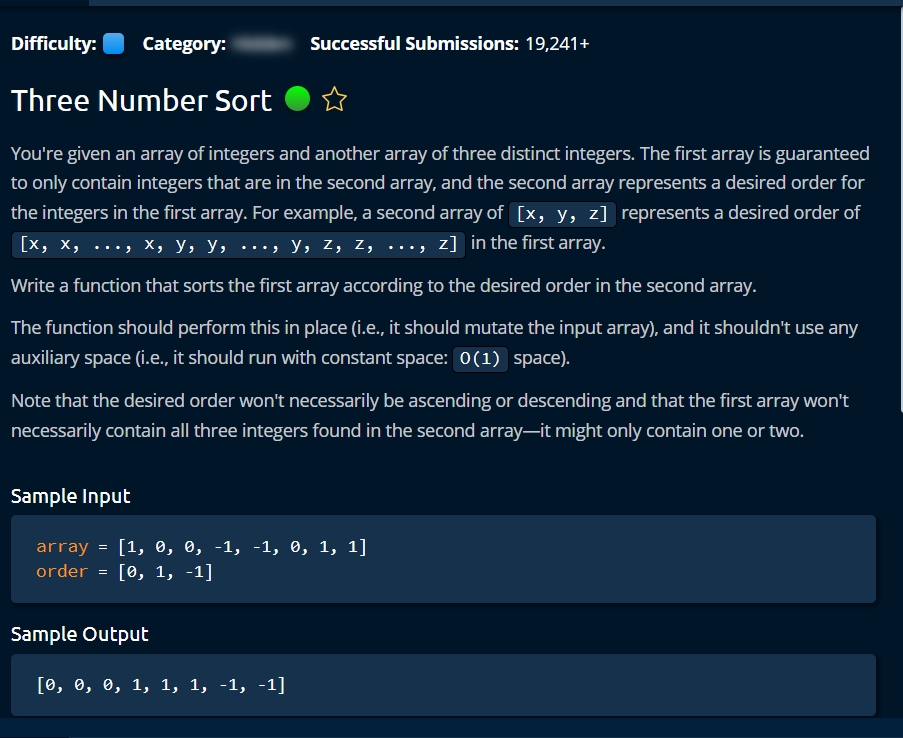 Difficulty: Category: Successful Submissions: 19,241+
Three Number Sort
You're given an array of integers and another array of three distinct integers. The first array is guaranteed
to only contain integers that are in the second array, and the second array represents a desired order for
the integers in the first array. For example, a second array of [x, y, z] represents a desired order of
[x, x, ..., x, y, y, ..., y, z, z, ..., z] in the first array.
Write a function that sorts the first array according to the desired order in the second array.
The function should perform this in place (i.e., it should mutate the input array), and it shouldn't use any
auxiliary space (i.e., it should run with constant space: O(1) space).
Note that the desired order won't necessarily be ascending or descending and that the first array won't
necessarily contain all three integers found in the second array—it might only contain one or two.
Sample Input
array = [1, 0, 0, -1, -1, 0, 1, 1]
order = [0, 1, -1]
Sample Output
[0, 0, 0, 1, 1, 1, -1, -1]